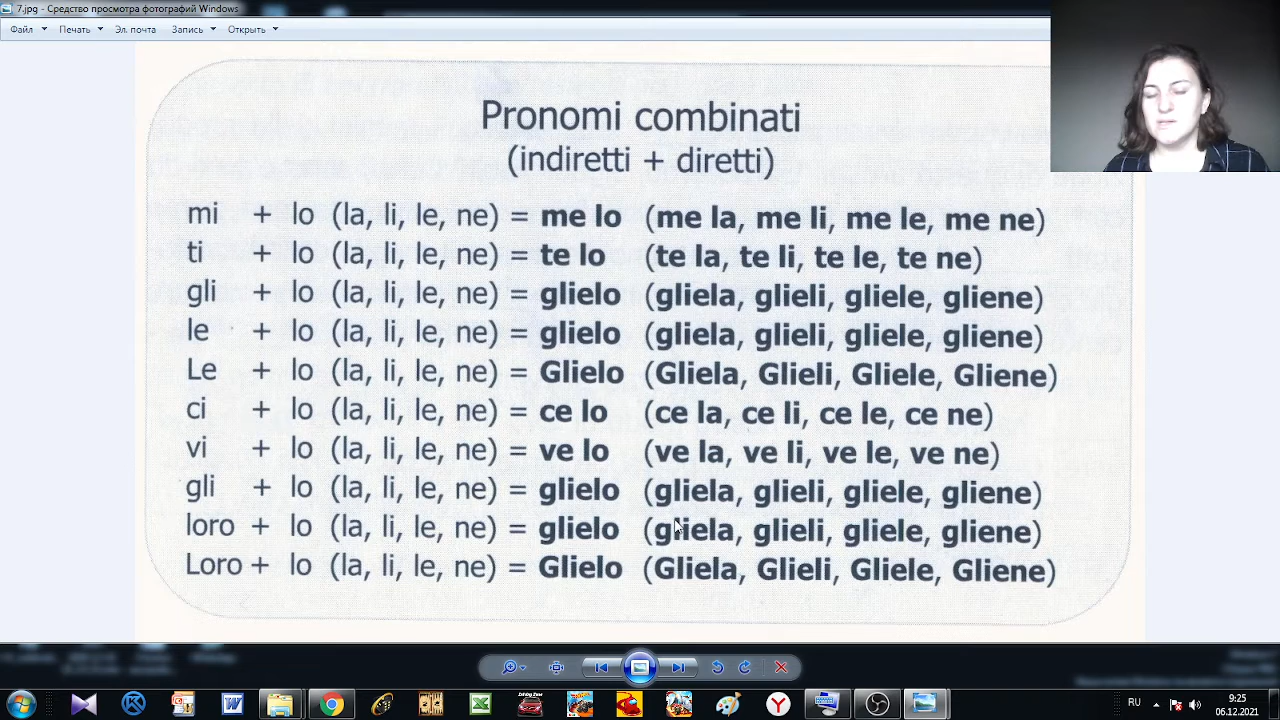 7.jpg - Средство просмотра фотографий Windows
Файл Печать Эл. почта Запись Открыть
Pronomi combinati
(indiretti + diretti)
mi + lo (la, li, le, ne) = me lo (me la, me li, me le, me ne)
ti + lo (la, li, le, ne) = te lo (te la, te li, te le, te ne)
gli + lo (la, li, le, ne) = glielo (gliela, glieli, gliele, gliene)
le + lo (la, li, le, ne) = glielo (gliela, glieli, gliele, gliene)
Le + lo (la, li, le, ne) = Glielo (Gliela, Glieli, Gliele, Gliene)
ci + lo (la, li, le, ne) = ce lo (ce la, ce li, ce le, ce ne)
vi + lo (la, li, le, ne) = ve lo (ve la, ve li, ve le, ve ne)
gli + lo (la, li, le, ne) = glielo (gliela, glieli, gliele, gliene)
loro + lo (la, li, le, ne) = glielo (gliela, glieli, gliele, gliene)
Loro + lo (la, li, le, ne) = Glielo (Gliela, Glieli, Gliele, Gliene)
RU
9:25
06.12.2021